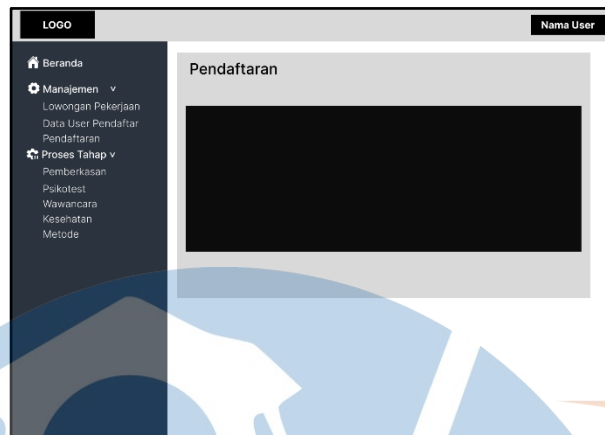 LOGO
Nama User
Beranda
Manajemen v
Lowongan Pekerjaan
Data User Pendaftar
Pendaftaran
Proses Tahap v
Pemberkasan
Psikotest
Wawancara
Kesehatan
Metode
Pendaftaran